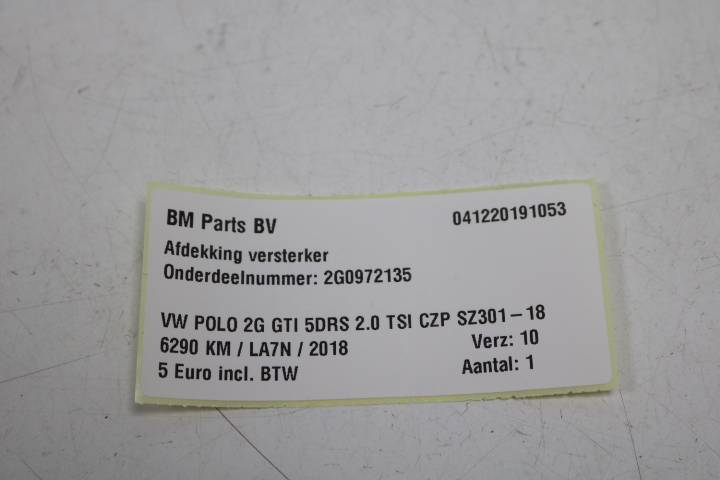 BM Parts BV 041220191053
Afdekking versterker
Onderdeelnummer: 2G0972135
VW POLO 2G GTI 5DRS 2.0 TSI CZP SZ301-18
6290 KM / LA7N / 2018 Verz: 10
5 Euro incl. BTW Aantal: 1